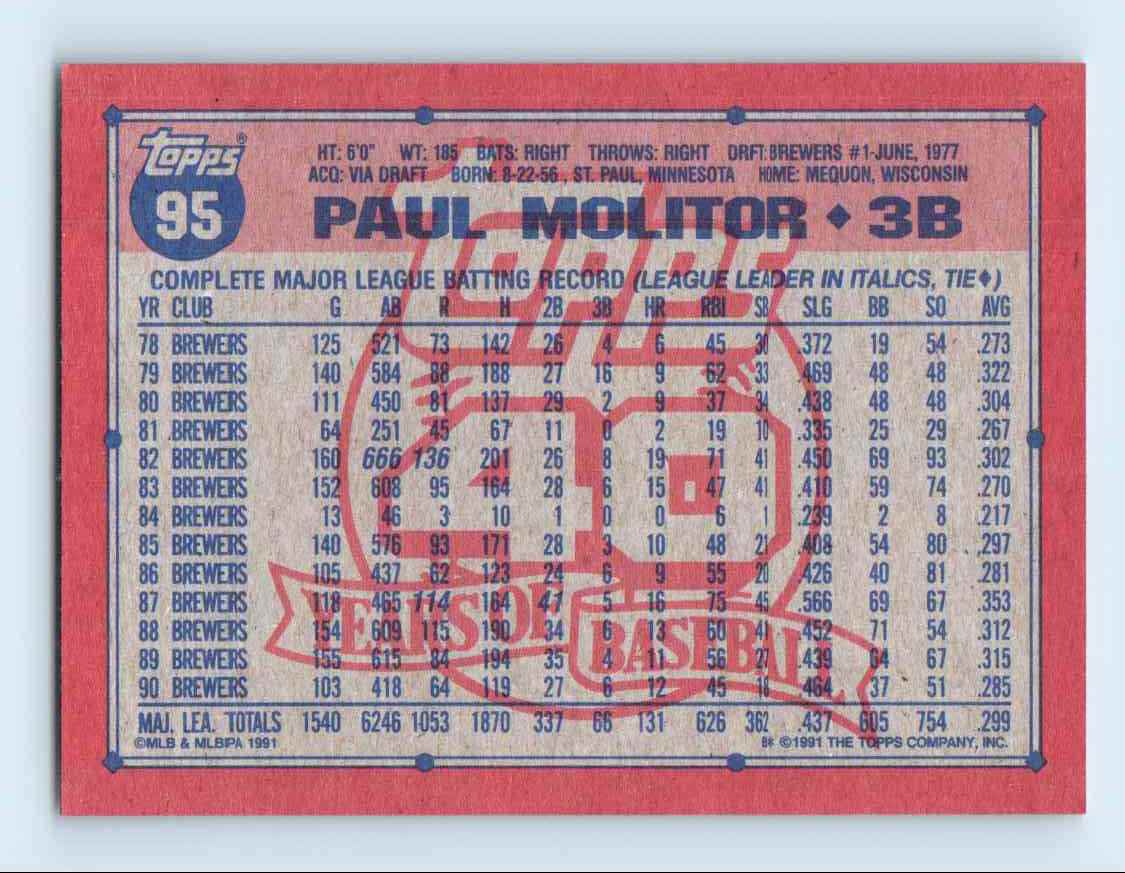 topps®
95
HT: 6'0" WT: 185 BATS: RIGHT THROWS: RIGHT DRFT: BREWERS #1-JUNE, 1977
ACQ: VIA DRAFT BORN: 8-22-56, ST. PAUL, MINNESOTA HOME: MEQUON, WISCONSIN
PAUL MOLITOR ♦ 3B
COMPLETE MAJOR LEAGUE BATTING RECORD (LEAGUE LEADER IN ITALICS, TIE♦)
YR CLUB G AB R H 2B 3B HR RBI SB SLG BB SO AVG
78 BREWERS 125 521 73 142 26 4 6 45 30 .372 19 54 .273
79 BREWERS 140 584 88 188 27 16 9 62 33 .469 48 48 .322
80 BREWERS 111 450 81 137 29 2 9 37 34 .438 48 48 .304
81 BREWERS 64 251 45 67 11 0 2 19 10 .335 25 29 .267
82 BREWERS 160 666 136 201 26 8 19 71 41 .450 69 93 .302
83 BREWERS 152 608 95 164 28 6 15 47 41 .410 59 74 .270
84 BREWERS 13 46 3 10 1 0 0 6 1 .239 2 8 .217
85 BREWERS 140 576 93 171 28 3 10 48 21 .408 54 80 .297
86 BREWERS 105 437 62 123 24 6 9 55 20 .426 40 81 .281
87 BREWERS 118 465 114 164 41 5 16 75 45 .566 69 67 .353
88 BREWERS 154 609 115 190 34 6 13 60 41 .452 71 54 .312
89 BREWERS 155 615 84 194 35 4 11 56 27 .439 64 67 .315
90 BREWERS 103 418 64 119 27 6 12 45 18 .464 37 51 .285
MAJ. LEA. TOTALS 1540 6246 1053 1870 337 66 131 626 362 .437 605 754 .299
©MLB & MLBPA 1991 B* ©1991 THE TOPPS COMPANY, INC.
Topps
40
YEARS OF BASEBALL